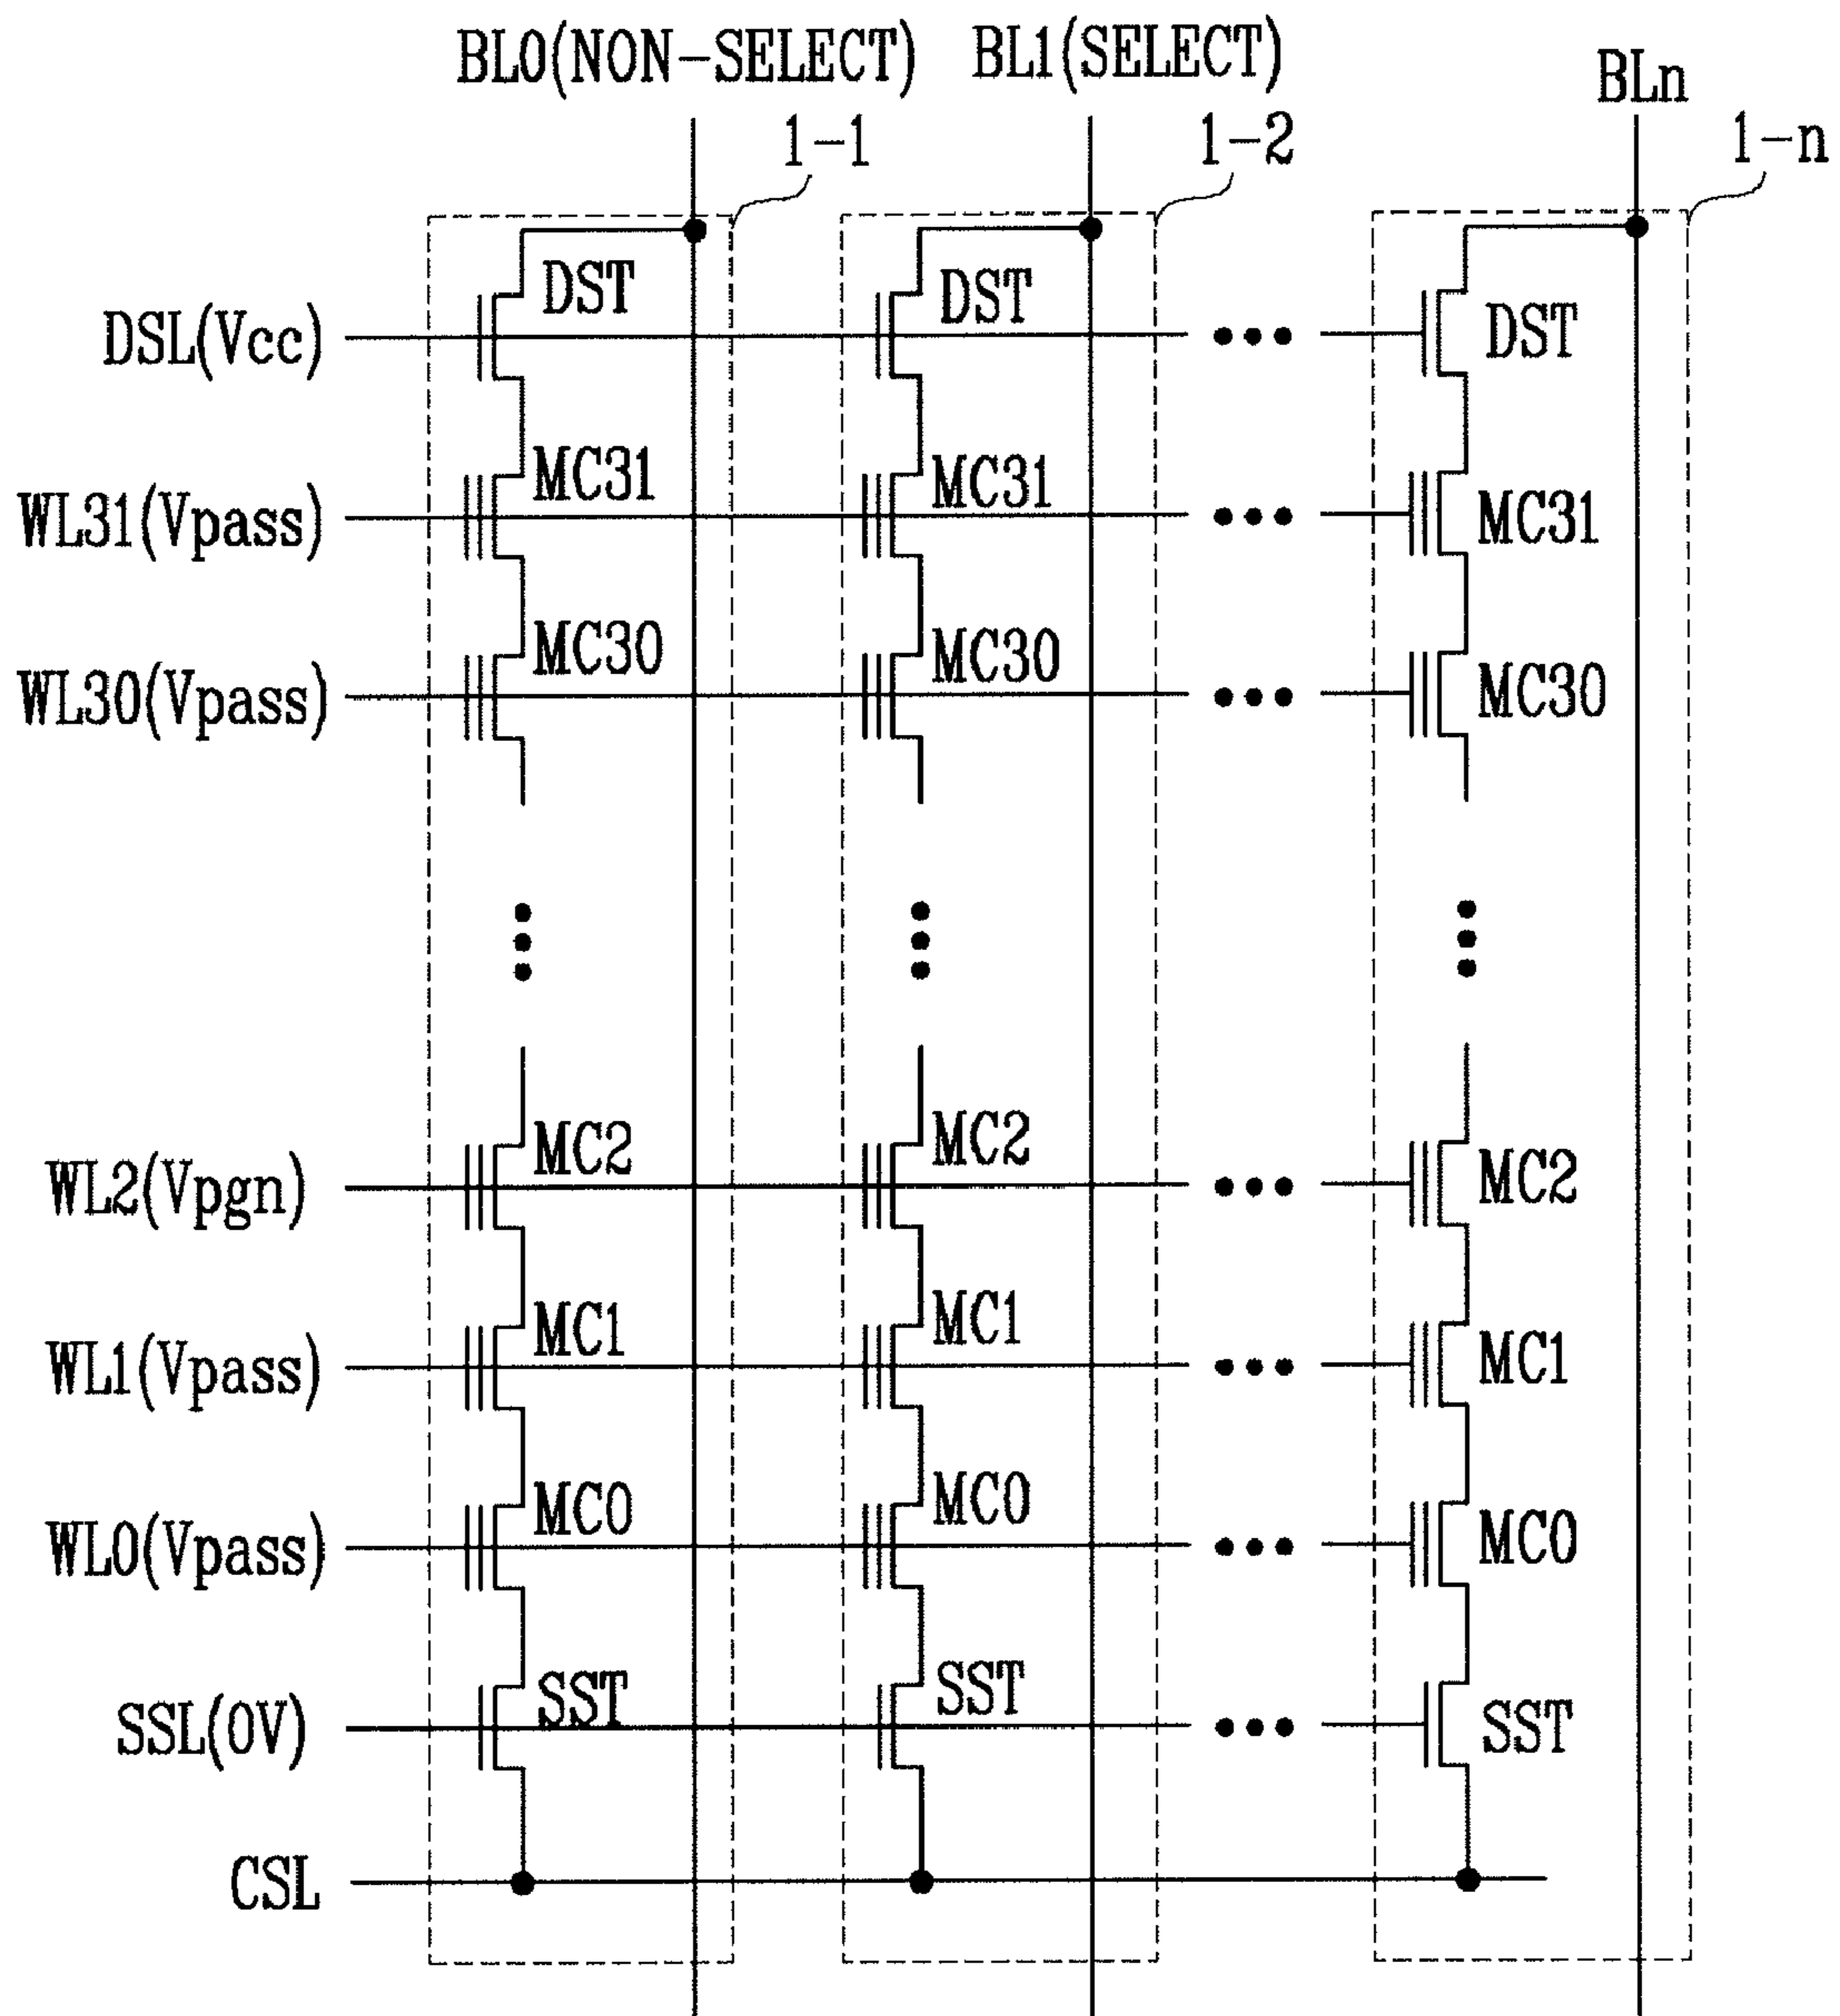 BL0(NON-SELECT) BL1(SELECT) BLn
1-1 1-2 1-n
DSL(Vcc) DST DST DST
WL31(Vpass) MC31 MC31 MC31
WL30(Vpass) MC30 MC30 MC30
WL2(Vpgn) MC2 MC2 MC2
WL1(Vpass) MC1 MC1 MC1
WL0(Vpass) MC0 MC0 MC0
SSL(0V) SST SST SST
CSL